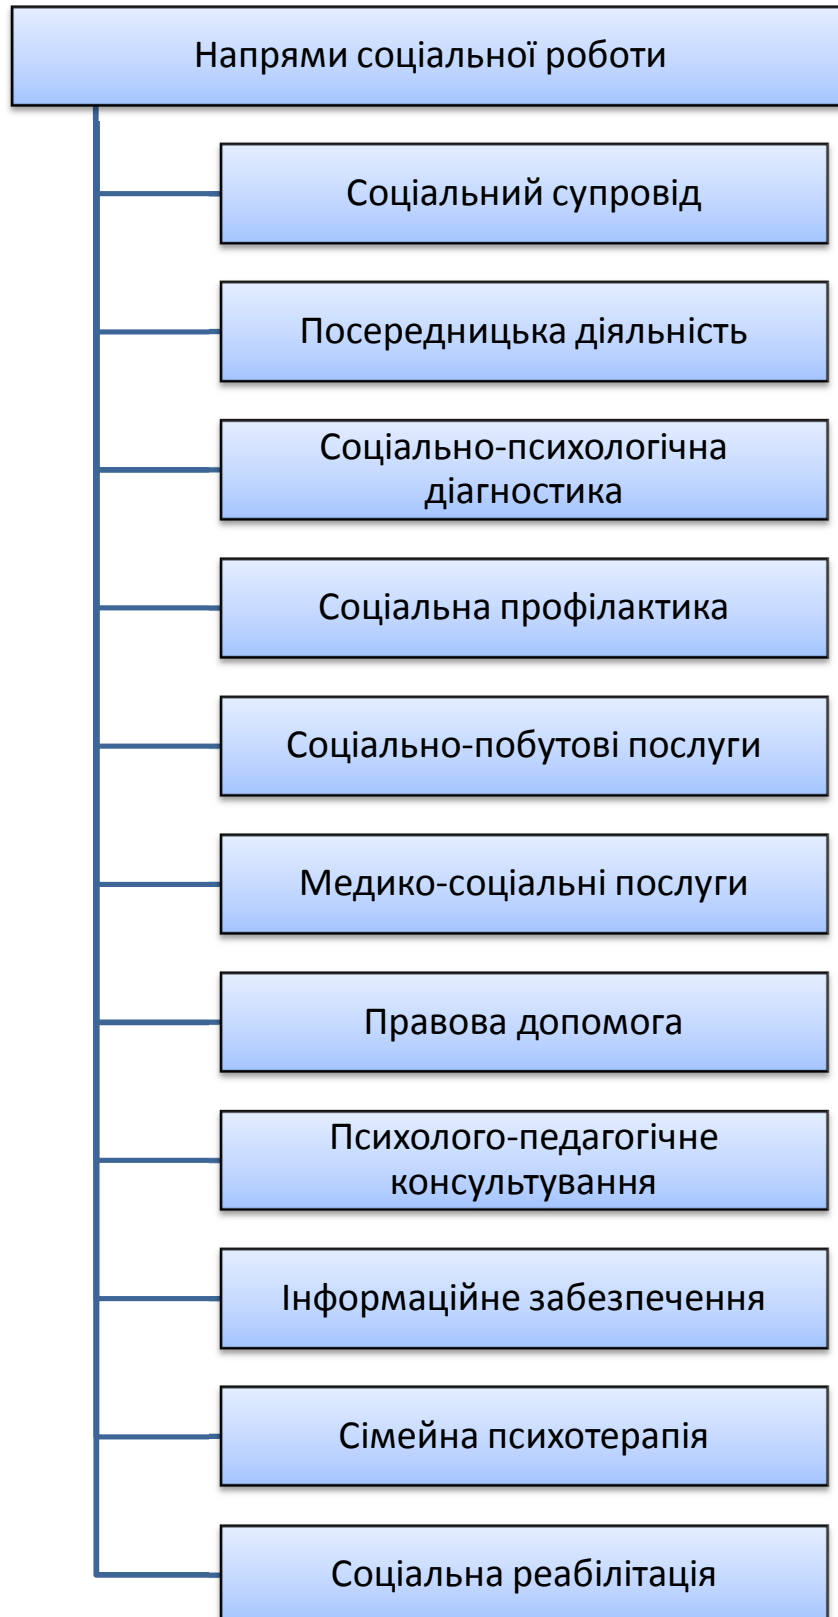 Напрями соціальної роботи
Соціальний супровід
Посередницька діяльність
Соціально-психологічна
діагностика
Соціальна профілактика
Соціально-побутові послуги
Медико-соціальні послуги
Правова допомога
Психолого-педагогічне
консультування
Інформаційне забезпечення
Сімейна психотерапія
Соціальна реабілітація